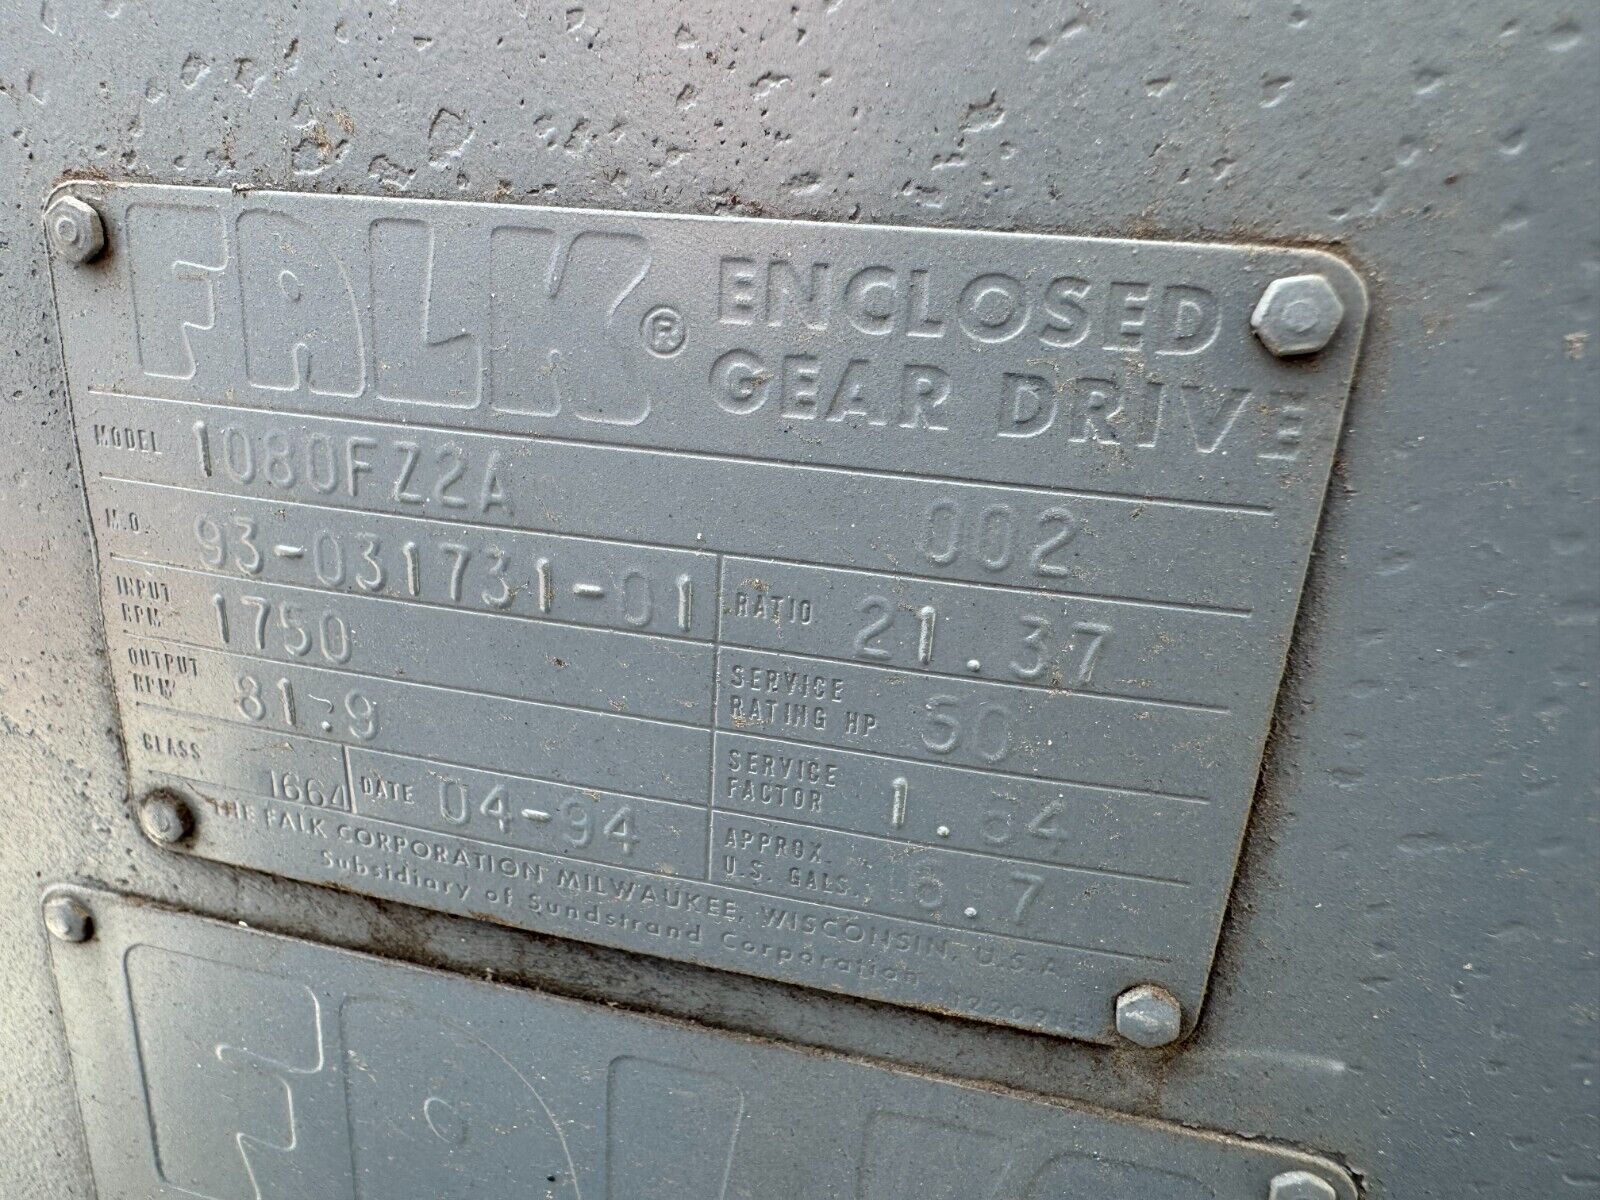 FALK® ENCLOSED
GEAR DRIVE
MODEL 1080FZ2A 002
M.O. 93-031731-01 RATIO 21.37
INPUT RPM 1750 SERVICE RATING HP
OUTPUT RPM 81.9 SERVICE FACTOR
CLASS 1664 DATE 04-94 APPROX. U.S. GALS.
THE FALK CORPORATION MILWAUKEE, WISCONSIN, U.S.A.
Subsidiary of Sundstrand Corporation